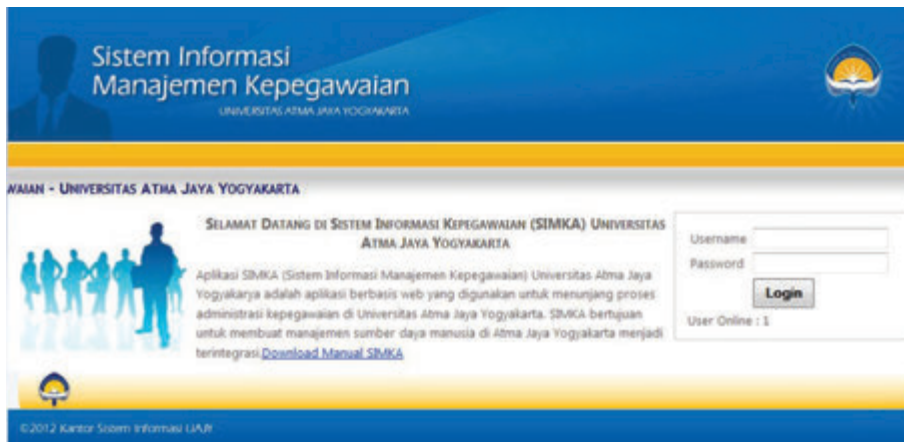 Sistem Informasi
Manajemen Kepegawaian
UNIVERSITAS ATMA JAYA YOGYAKARTA
WAIAN - UNIVERSITAS ATMA JAYA YOGYAKARTA
SELAMAT DATANG DI SISTEM INFORMASI KEPEGAWAIAN (SIMKA) UNIVERSITAS
ATMA JAYA YOGYAKARTA
Aplikasi SIMKA (Sistem Informasi Manajemen Kepegawaian) Universitas Atma Jaya
Yogyakarya adalah aplikasi berbasis web yang digunakan untuk menunjang proses
administrasi kepegawaian di Universitas Atma Jaya Yogyakarta. SIMKA bertujuan
untuk membuat manajemen sumber daya manusia di Atma Jaya Yogyakarta menjadi
terintegrasi.Download Manual SIMKA
Username
Password
Login
User Online : 1
©2012 Kantor Sistem Informasi UAJY